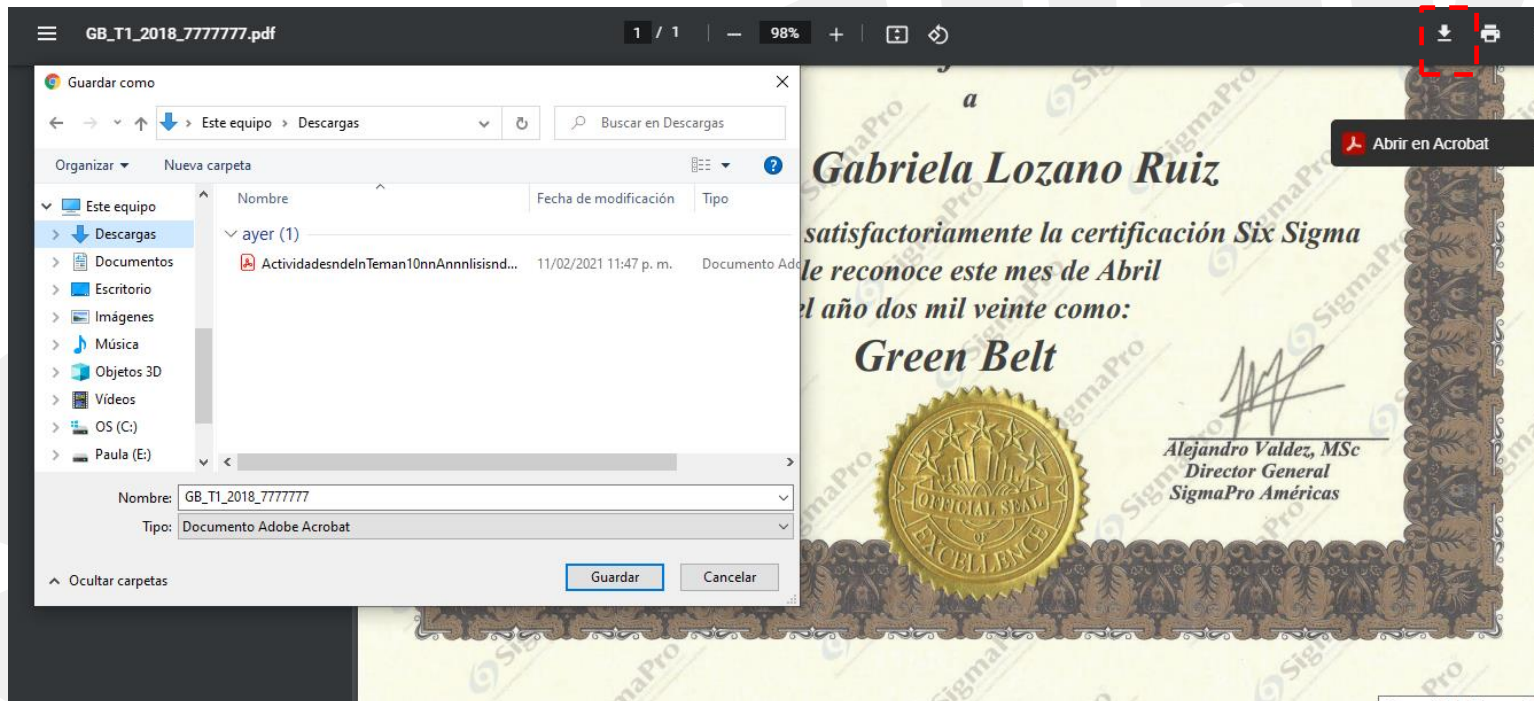 GB_T1_2018_7777777.pdf
1 / 1
98%
Guardar como
Este equipo > Descargas
Buscar en Descargas
Organizar
Nueva carpeta
Nombre
Fecha de modificación
Tipo
Este equipo
Descargas
Documentos
Escritorio
Imágenes
Música
Objetos 3D
Vídeos
OS (C:)
Paula (E:)
ayer (1)
ActividadesndelnTeman10nnAnnnlisisnd... 11/02/2021 11:47 p. m. Documento Ado
Nombre: GB_T1_2018_7777777
Tipo: Documento Adobe Acrobat
Ocultar carpetas
Guardar
Cancelar
Abrir en Acrobat
a
Gabriela Lozano Ruiz
satisfactoriamente la certificación Six Sigma
le reconoce este mes de Abril
el año dos mil veinte como:
Green Belt
OFFICIAL SEAL
OF
EXCELLENCE
Alejandro Valdez, MSc
Director General
SigmaPro Américas
SigmaPro